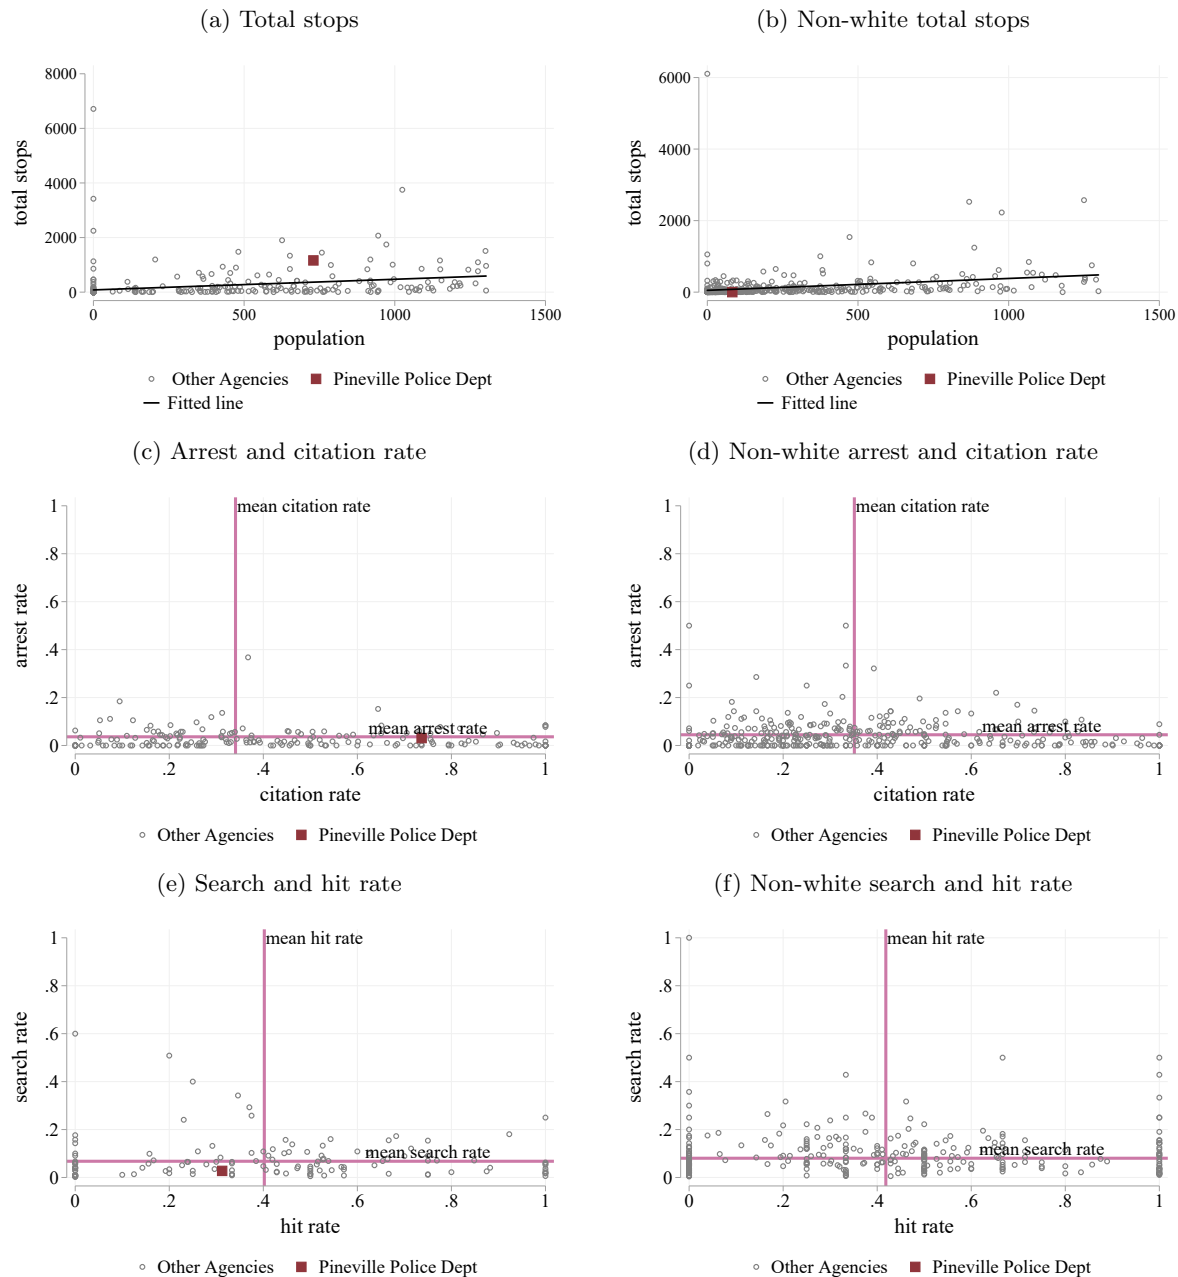 (a) Total stops
total stops
8000
6000
4000
2000
0
0 500 1000 1500
population
Other Agencies Pineville Police Dept
Fitted line
(b) Non-white total stops
total stops
6000
4000
2000
0
0 500 1000 1500
population
Other Agencies Pineville Police Dept
Fitted line
(c) Arrest and citation rate
arrest rate
1
.8
.6
.4
.2
0
mean citation rate
mean arrest rate
0 .2 .4 .6 .8 1
citation rate
Other Agencies Pineville Police Dept
(d) Non-white arrest and citation rate
arrest rate
1
.8
.6
.4
.2
0
mean citation rate
mean arrest rate
0 .2 .4 .6 .8 1
citation rate
Other Agencies Pineville Police Dept
(e) Search and hit rate
search rate
1
.8
.6
.4
.2
0
mean hit rate
mean search rate
0 .2 .4 .6 .8 1
hit rate
Other Agencies Pineville Police Dept
(f) Non-white search and hit rate
search rate
1
.8
.6
.4
.2
0
mean hit rate
mean search rate
0 .2 .4 .6 .8 1
hit rate
Other Agencies Pineville Police Dept